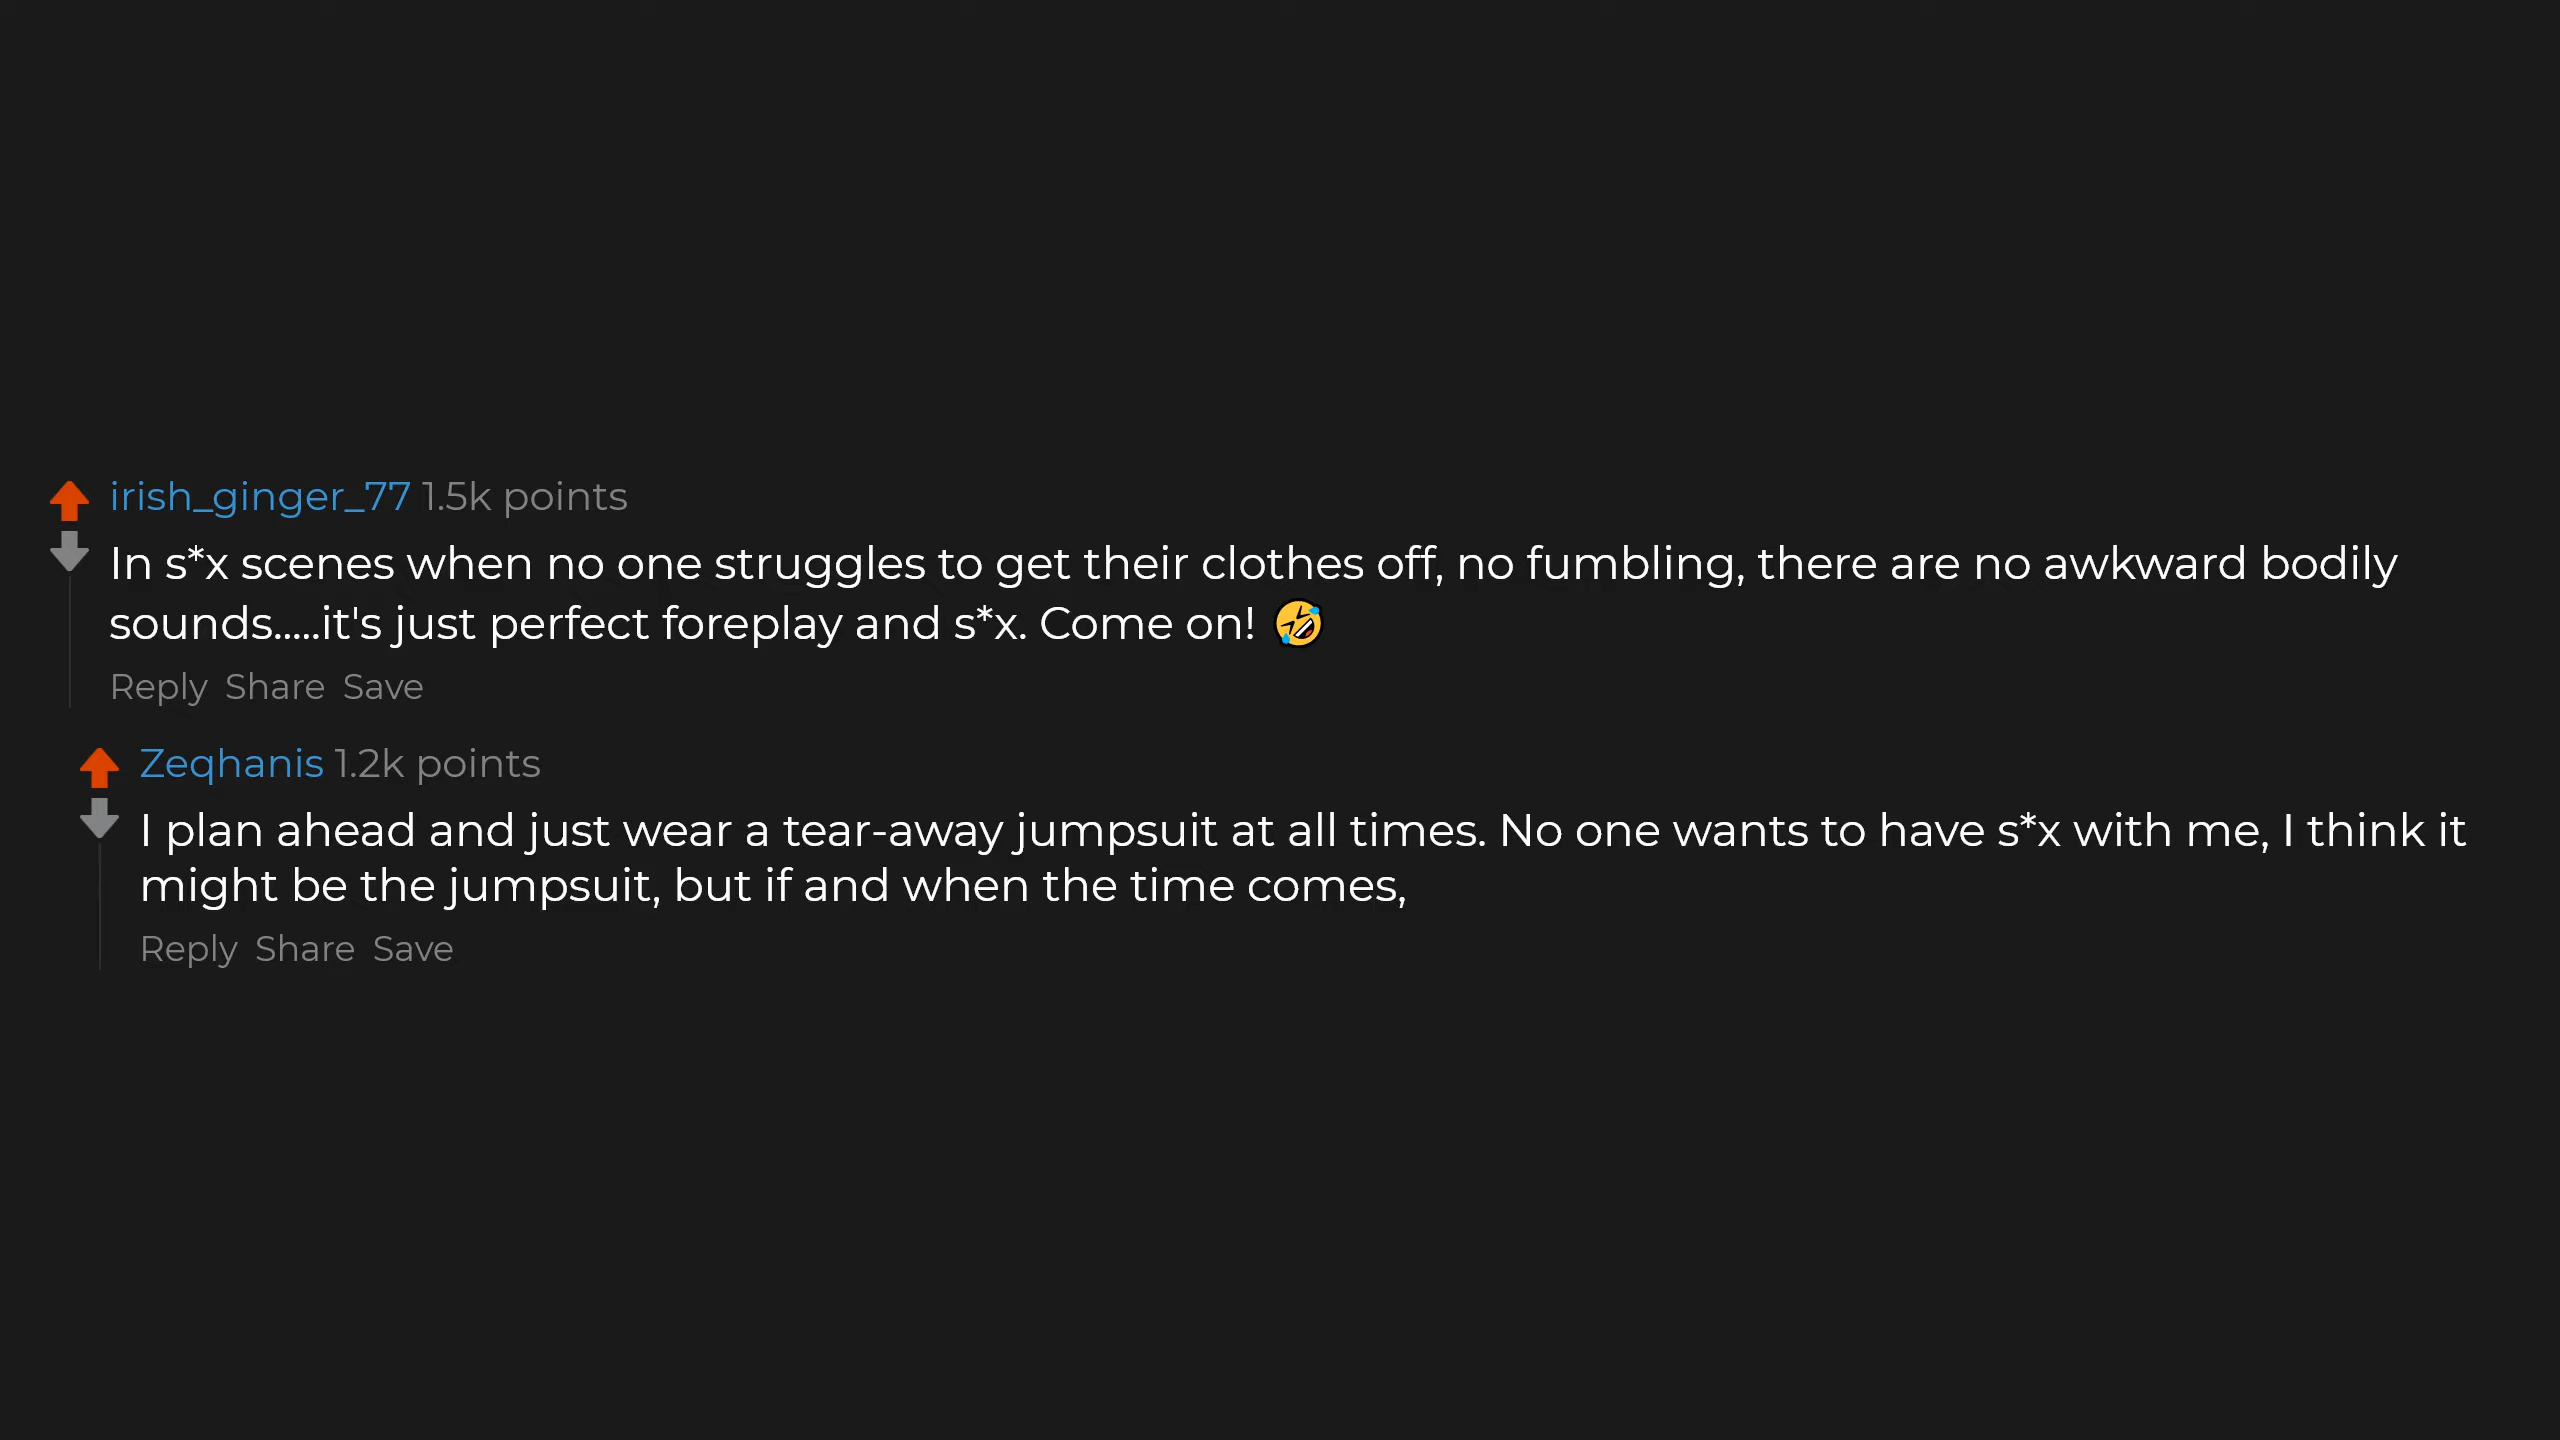 irish_ginger_77 1.5k points
In s*x scenes when no one struggles to get their clothes off, no fumbling, there are no awkward bodily
sounds.....it's just perfect foreplay and s*x. Come on! 🤣
Reply Share Save
Zeqhanis 1.2k points
I plan ahead and just wear a tear-away jumpsuit at all times. No one wants to have s*x with me, I think it
might be the jumpsuit, but if and when the time comes,
Reply Share Save